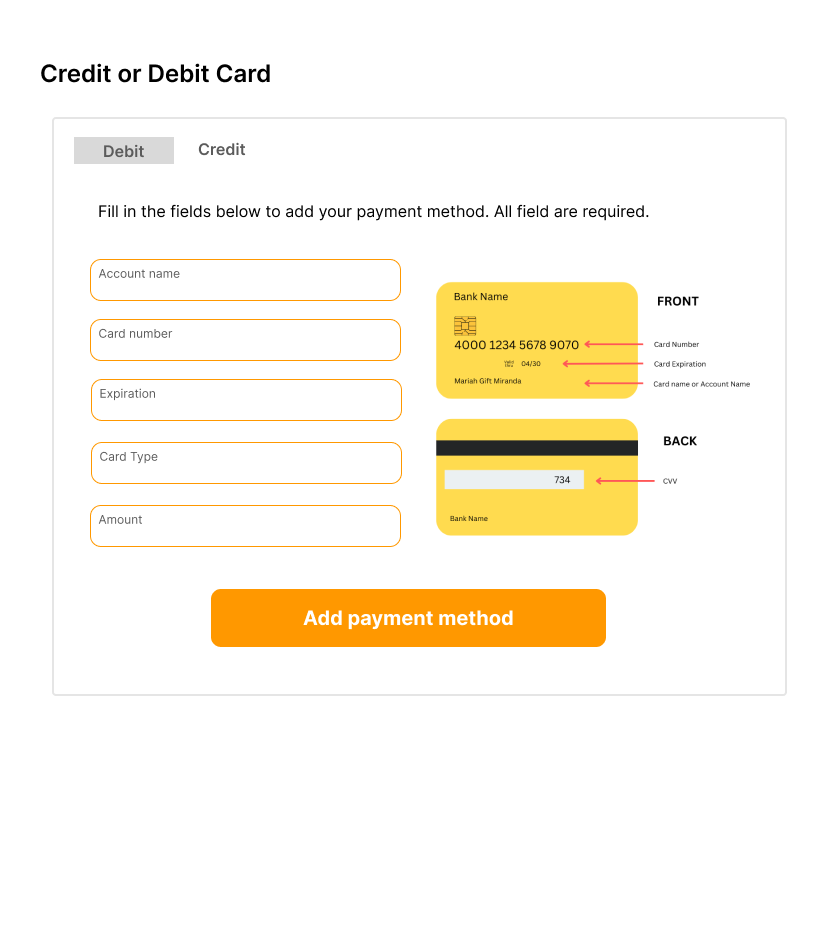 Credit or Debit Card
Debit
Credit
Fill in the fields below to add your payment method. All field are required.
Account name
Card number
Expiration
Card Type
Amount
Bank Name
FRONT
4000 1234 5678 9070
Card Number
04/30
Card Expiration
Mariah Gift Miranda
Card name or Account Name
BACK
734
CVV
Bank Name
Add payment method